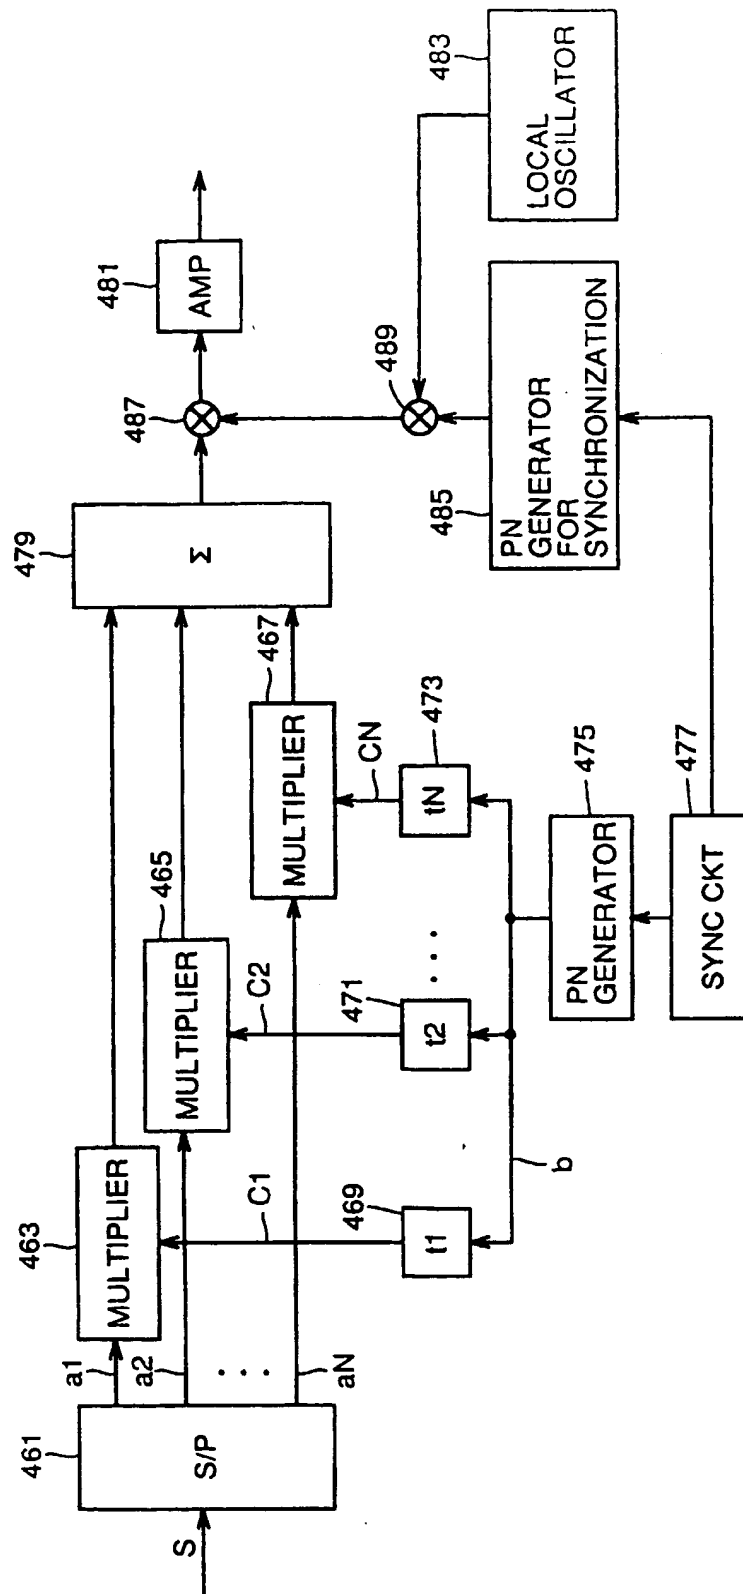 S
461
S/P
a1
a2
. . .
aN
463
MULTIPLIER
465
MULTIPLIER
467
MULTIPLIER
C1
C2
CN
469
t1
471
t2
. . .
473
tN
b
475
PN
GENERATOR
477
SYNC CKT
479
Σ
487
481
AMP
489
485
PN
GENERATOR
FOR
SYNCHRONIZATION
483
LOCAL
OSCILLATOR